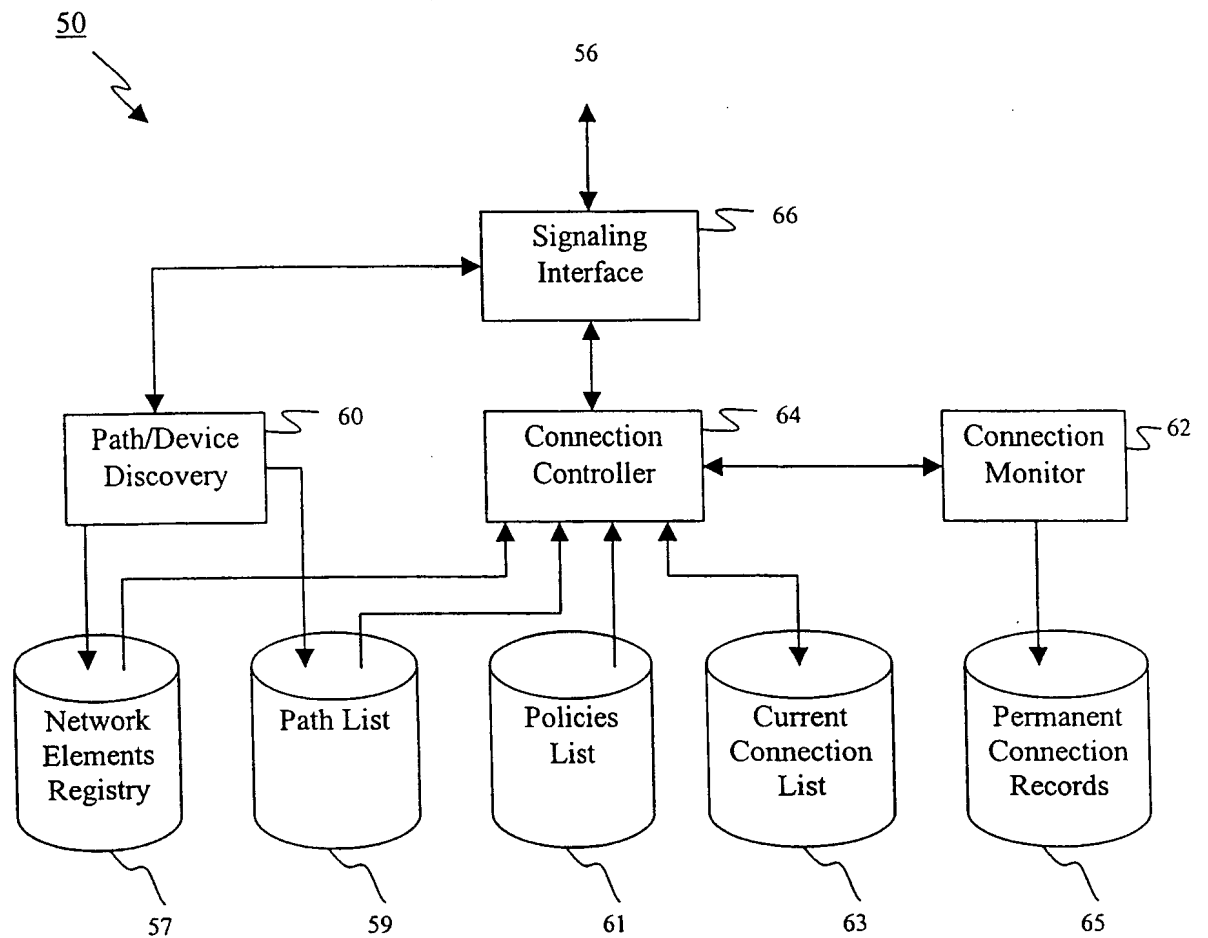 50
56
Signaling
Interface
66
Path/Device
Discovery
60
Connection
Controller
64
Connection
Monitor
62
Network
Elements
Registry
Path List
Policies
List
Current
Connection
List
Permanent
Connection
Records
57
59
61
63
65